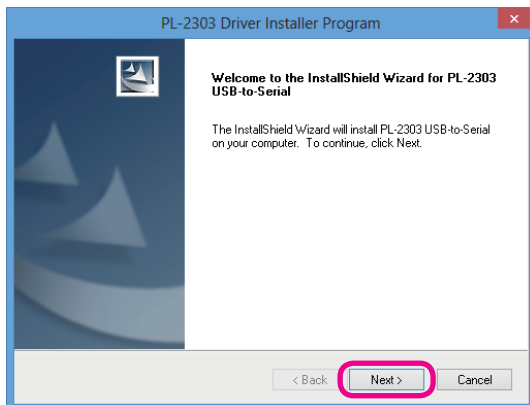 PL-2303 Driver Installer Program
Welcome to the InstallShield Wizard for PL-2303
USB-to-Serial
The InstallShield Wizard will install PL-2303 USB-to-Serial
on your computer. To continue, click Next.
< Back Next > Cancel